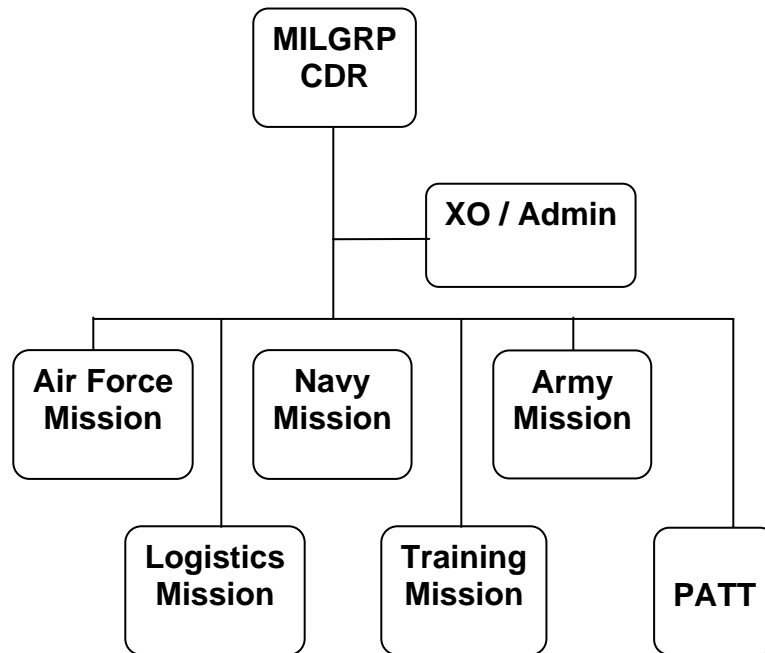 MILGRP
CDR
XO / Admin
Air Force
Mission
Navy
Mission
Army
Mission
Logistics
Mission
Training
Mission
PATT